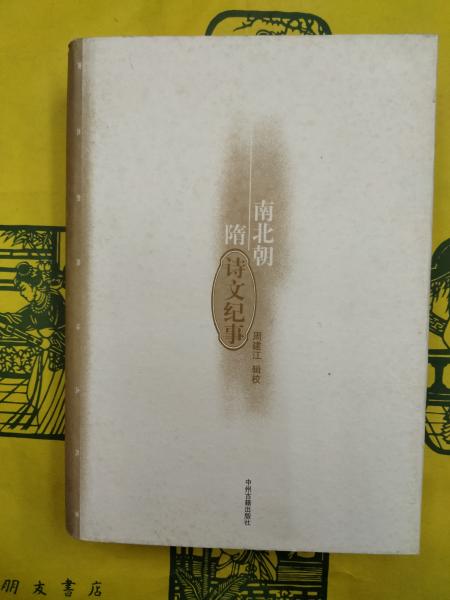 南北朝
隋
诗文纪事
周建江 辑校
中州古籍出版社
朋友書店